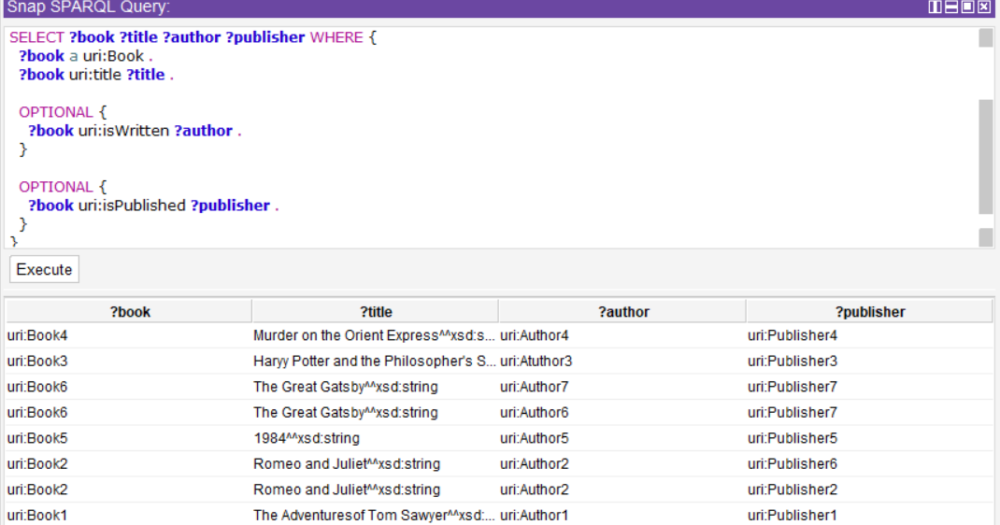 Snap SPARQL Query:
SELECT ?book ?title ?author ?publisher WHERE {
?book a uri:Book .
?book uri:title ?title .
OPTIONAL {
?book uri:isWritten ?author .
}
OPTIONAL {
?book uri:isPublished ?publisher .
}
}
Execute
?book ?title ?author ?publisher
uri:Book4 Murder on the Orient Express^^xsd:s... uri:Author4 uri:Publisher4
uri:Book3 Haryy Potter and the Philosopher's S... uri:Atuthor3 uri:Publisher3
uri:Book6 The Great Gatsby^^xsd:string uri:Author7 uri:Publisher7
uri:Book6 The Great Gatsby^^xsd:string uri:Author6 uri:Publisher7
uri:Book5 1984^^xsd:string uri:Author5 uri:Publisher5
uri:Book2 Romeo and Juliet^^xsd:string uri:Author2 uri:Publisher6
uri:Book2 Romeo and Juliet^^xsd:string uri:Author2 uri:Publisher2
uri:Book1 The Adventuresof Tom Sawyer^^xsd:... uri:Author1 uri:Publisher1